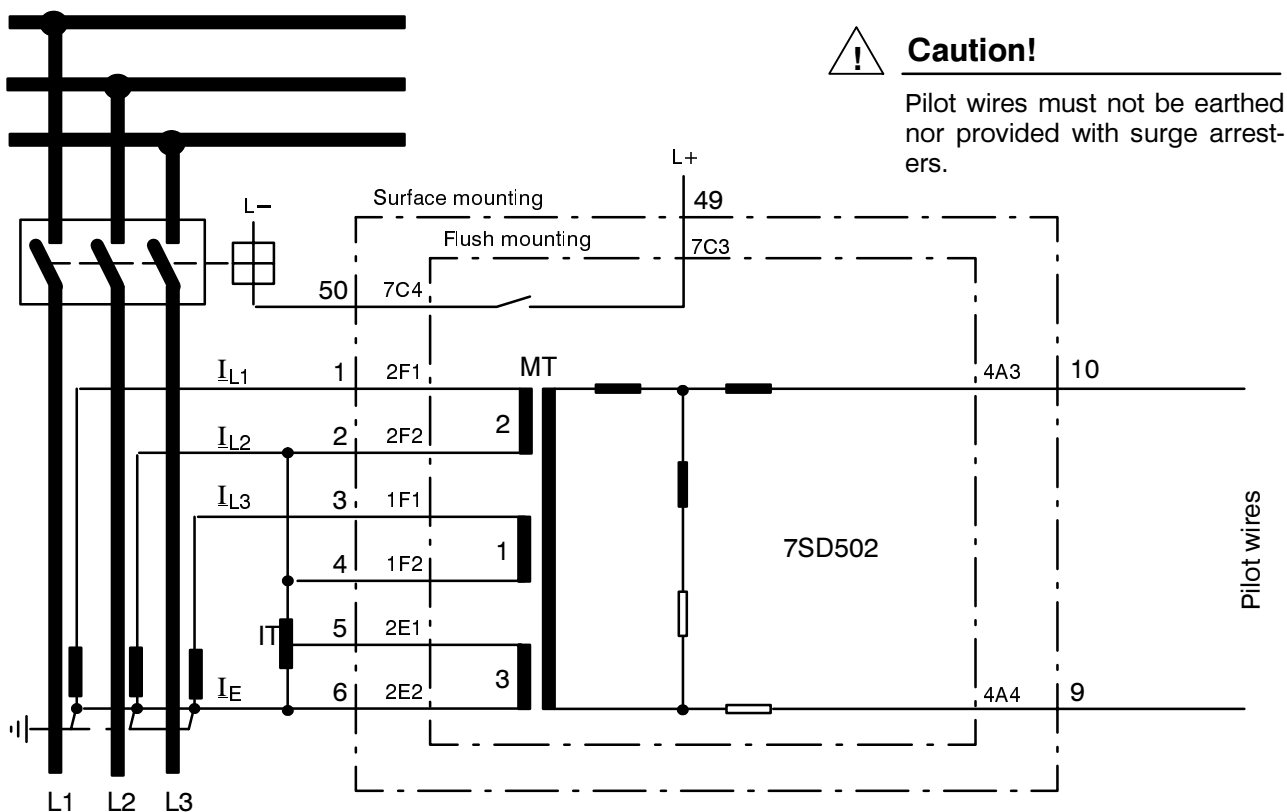 !
Caution!
Pilot wires must not be earthed
nor provided with surge arrest-
ers.
L+
L−
Surface mounting
49
Flush mounting
7C3
50 7C4
I̲L1 1 2F1 MT 4A3 10
2
I̲L2 2 2F2
I̲L3 3 1F1
1
7SD502
4 1F2
Pilot wires
IT 5 2E1
3
I̲E 6 2E2 4A4 9
L1 L2 L3